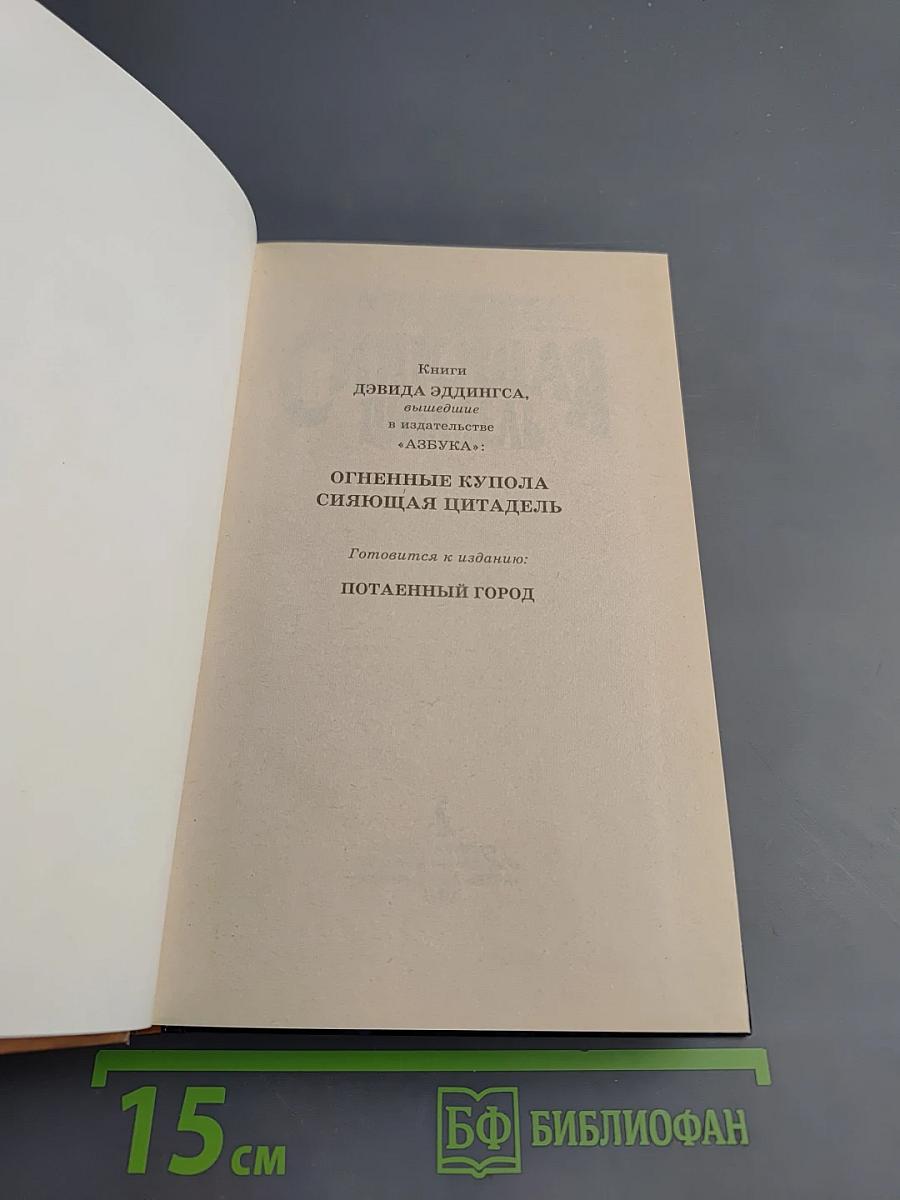 Книги
ДЭВИДА ЭДДИНГСА,
вышедшие
в издательстве
«АЗБУКА»:
ОГНЕННЫЕ КУПОЛА
СИЯЮЩАЯ ЦИТАДЕЛЬ
Готовится к изданию:
ПОТАЕННЫЙ ГОРОД
15 см
БФ БИБЛИОФАН